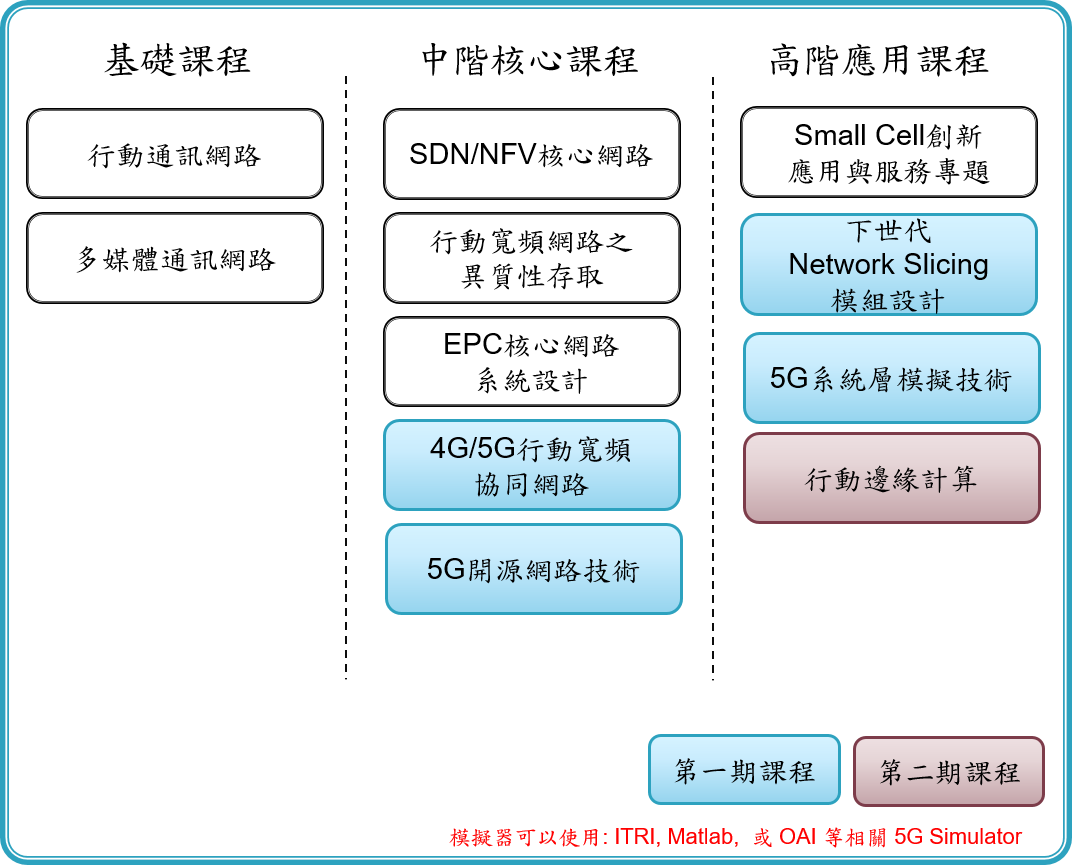 基礎課程
行動通訊網路
多媒體通訊網路
中階核心課程
SDN/NFV核心網路
行動寬頻網路之
異質性存取
EPC核心網路
系統設計
4G/5G行動寬頻
協同網路
5G開源網路技術
高階應用課程
Small Cell創新
應用與服務專題
下世代
Network Slicing
模組設計
5G系統層模擬技術
行動邊緣計算
第一期課程
第二期課程
模擬器可以使用: ITRI, Matlab, 或 OAI 等相關 5G Simulator